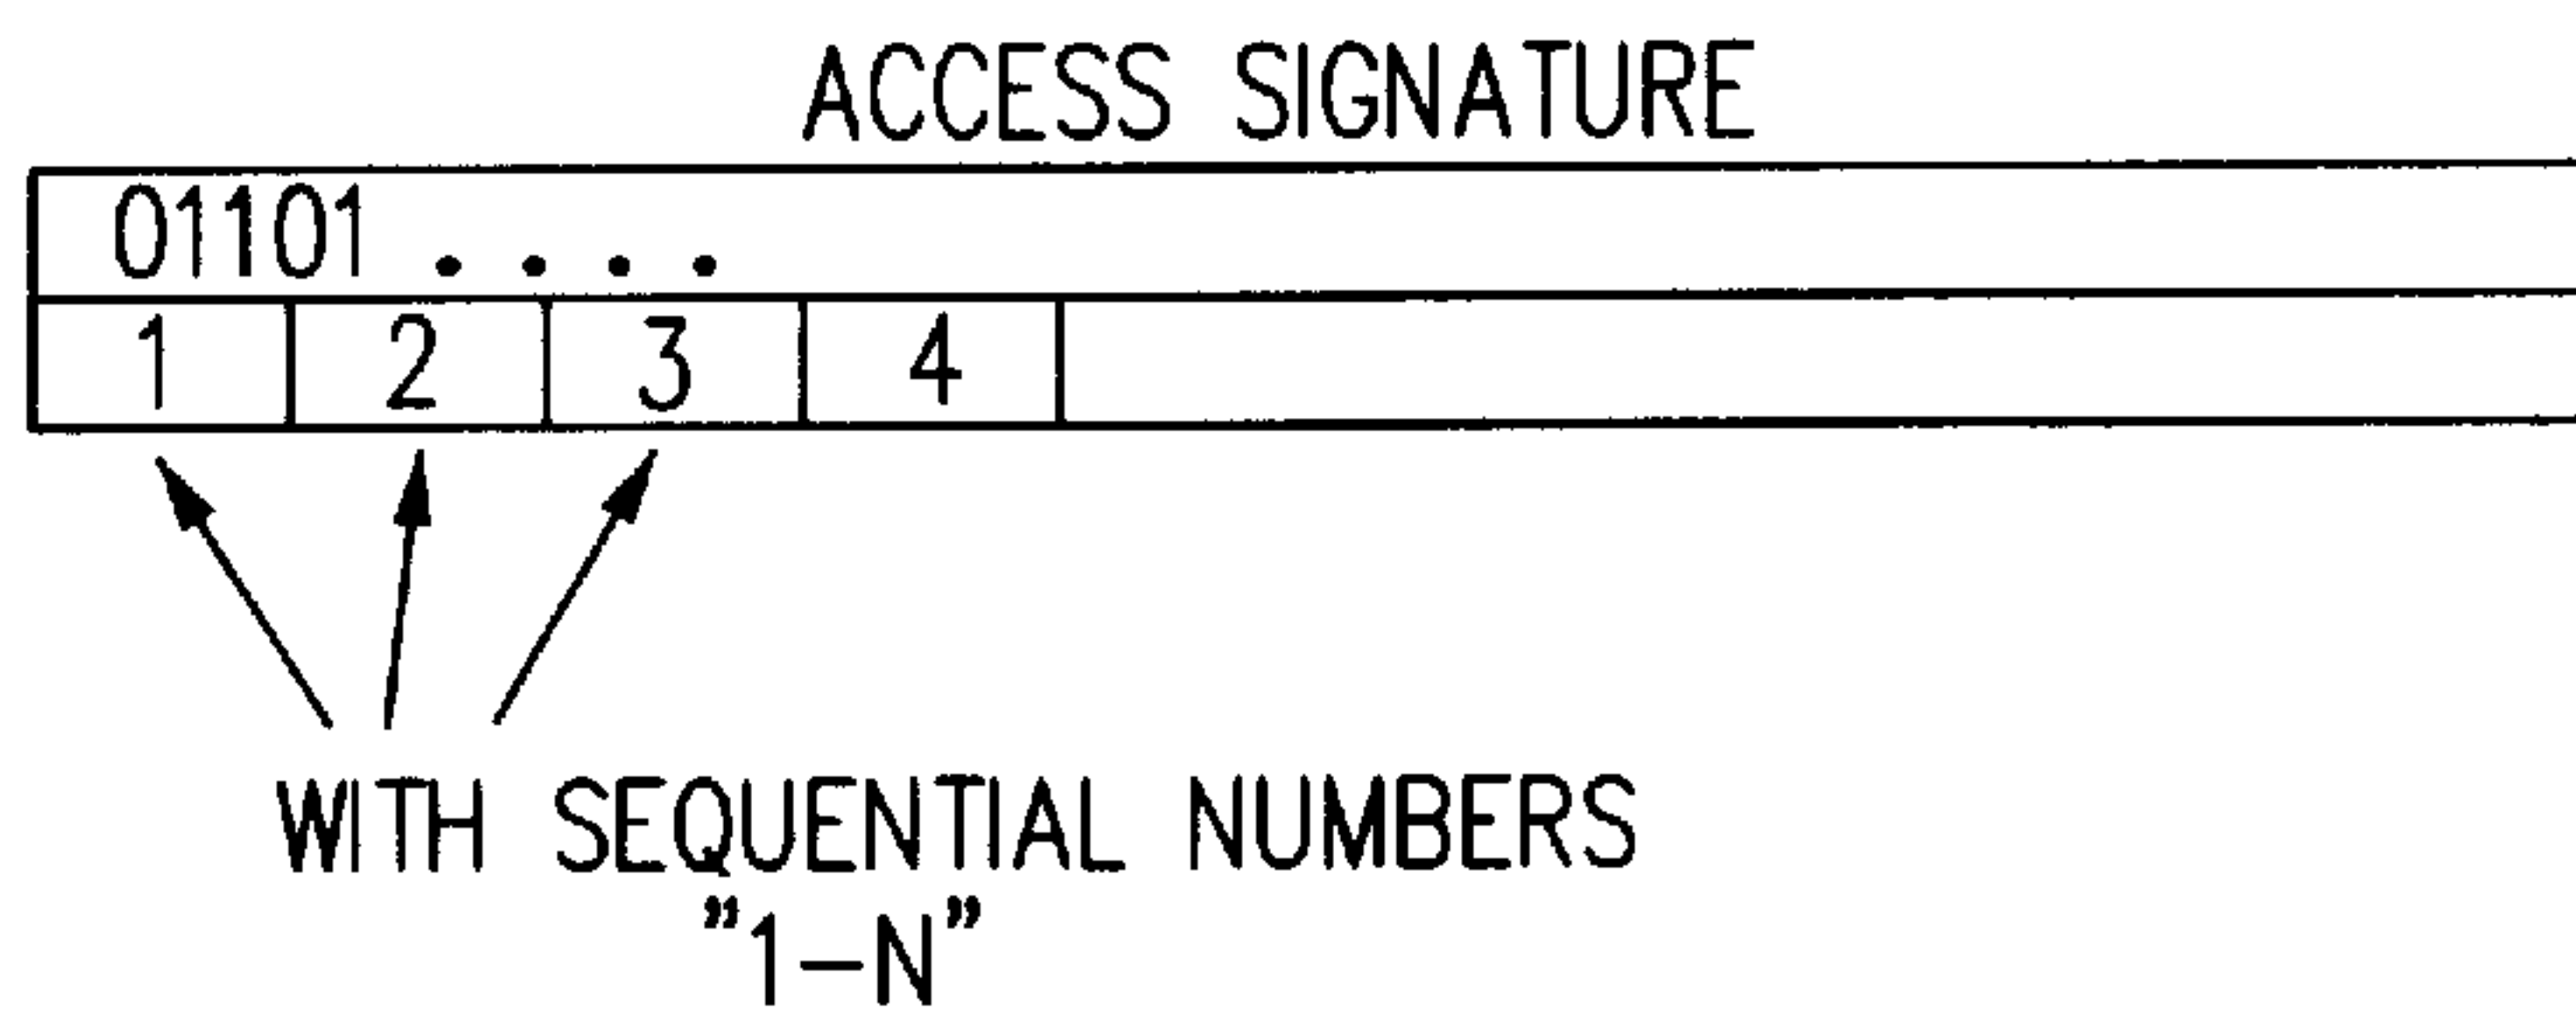 ACCESS SIGNATURE
01101 . . . .
1 2 3 4
WITH SEQUENTIAL NUMBERS
"1-N"